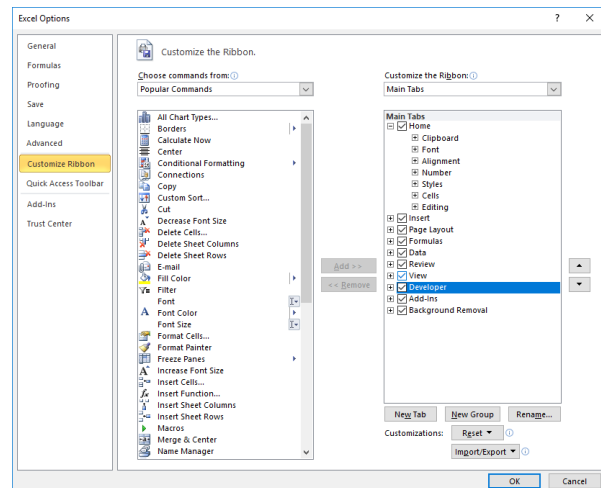 Excel Options
?
X
General
Formulas
Proofing
Save
Language
Advanced
Customize Ribbon
Quick Access Toolbar
Add-Ins
Trust Center
Customize the Ribbon.
Choose commands from:
Popular Commands
All Chart Types...
Borders
Calculate Now
Center
Conditional Formatting
Connections
Copy
Custom Sort...
Cut
Decrease Font Size
Delete Cells...
Delete Sheet Columns
Delete Sheet Rows
E-mail
Fill Color
Filter
Font
Font Color
Font Size
Format Cells...
Format Painter
Freeze Panes
Increase Font Size
Insert Cells...
Insert Function...
Insert Sheet Columns
Insert Sheet Rows
Macros
Merge & Center
Name Manager
Add >>
<< Remove
Customize the Ribbon:
Main Tabs
Main Tabs
Home
Clipboard
Font
Alignment
Number
Styles
Cells
Editing
Insert
Page Layout
Formulas
Data
Review
View
Developer
Add-Ins
Background Removal
New Tab
New Group
Rename...
Customizations:
Reset
Import/Export
OK
Cancel